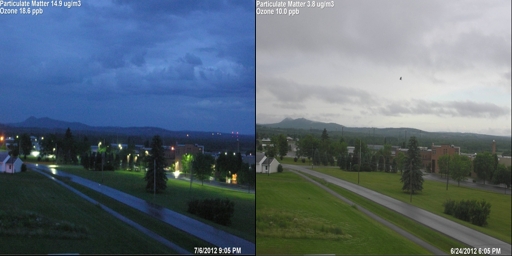 Particulate Matter 14.9 ug/m3
Ozone 18.6 ppb
7/6/2012 9:05 PM
Particulate Matter 3.8 ug/m3
Ozone 10.0 ppb
6/24/2012 6:05 PM